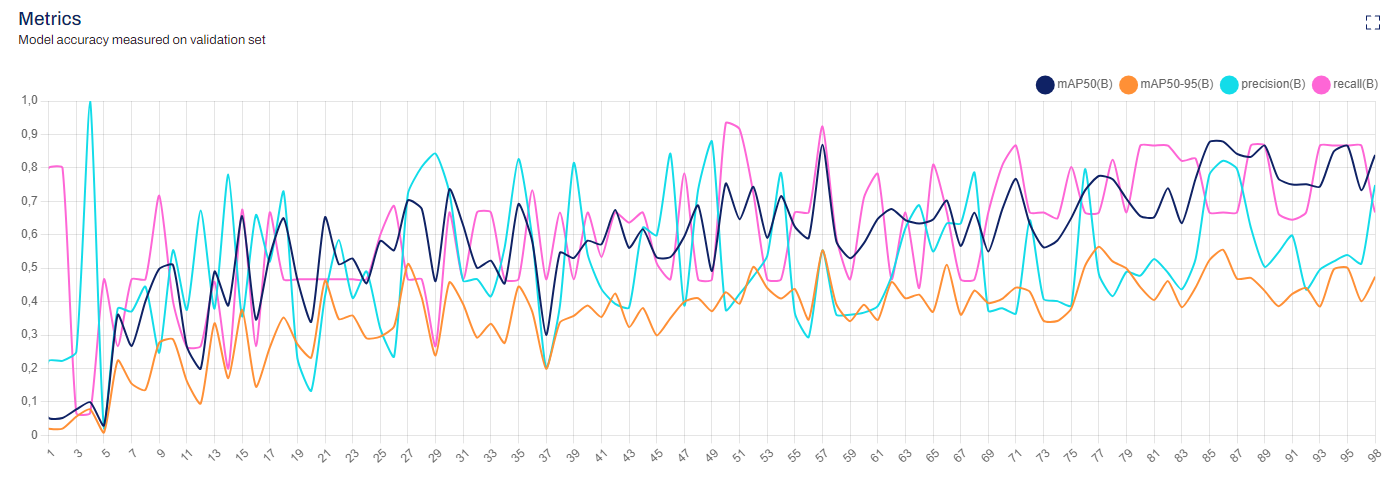 Metrics
Model accuracy measured on validation set
mAP50(B) mAP50-95(B) precision(B) recall(B)
1,0
0,9
0,8
0,7
0,6
0,5
0,4
0,3
0,2
0,1
0
1 3 5 7 9 11 13 15 17 19 21 23 25 27 29 31 33 35 37 39 41 43 45 47 49 51 53 55 57 59 61 63 65 67 69 71 73 75 77 79 81 83 85 87 89 91 93 95 98